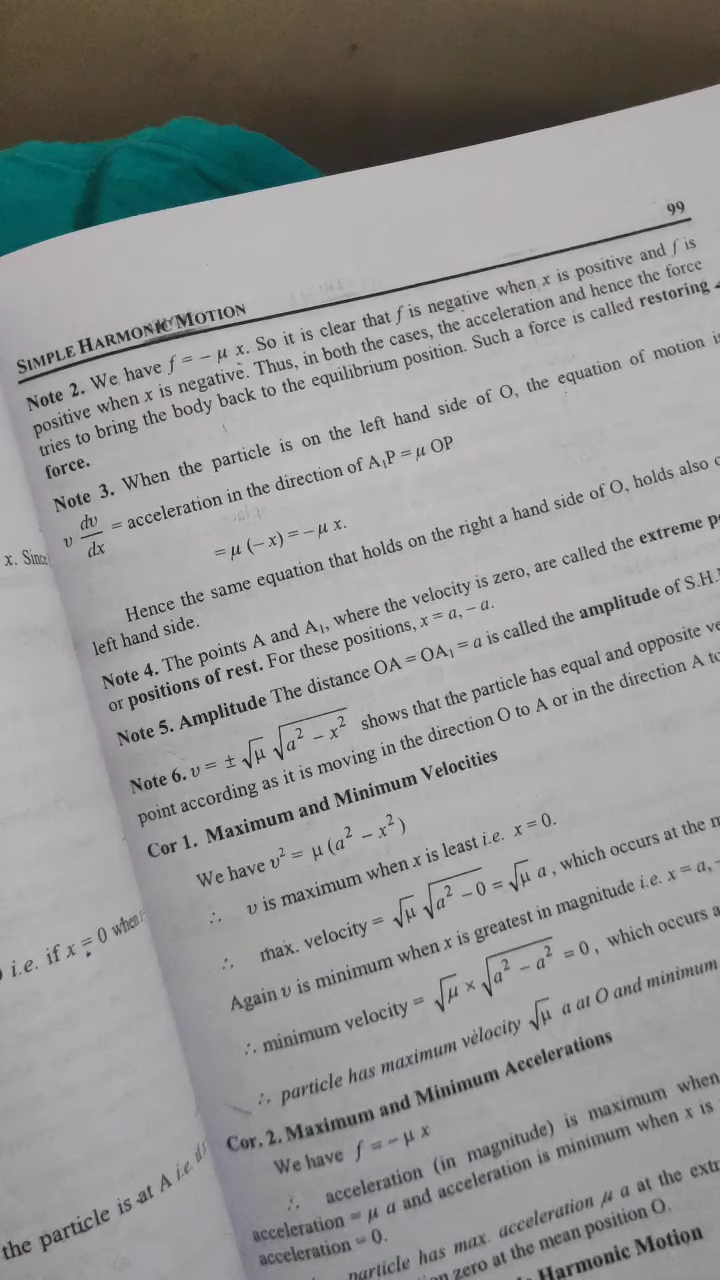 99
SIMPLE HARMONIC MOTION
Note 2. We have f = − μ x. So it is clear that f is negative when x is positive and f is
positive when x is negative. Thus, in both the cases, the acceleration and hence the force
tries to bring the body back to the equilibrium position. Such a force is called restoring
force.
Note 3. When the particle is on the left hand side of O, the equation of motion is
v dv/dx = acceleration in the direction of A₁P = μ OP
= μ (−x) = − μ x.
Hence the same equation that holds on the right a hand side of O, holds also
left hand side.
Note 4. The points A and A₁, where the velocity is zero, are called the extreme
or positions of rest. For these positions, x = a, − a.
Note 5. Amplitude The distance OA = OA₁ = a is called the amplitude of S.H.
Note 6. v = ± √μ √(a² − x²) shows that the particle has equal and opposite ve
point according as it is moving in the direction O to A or in the direction A to
Cor 1. Maximum and Minimum Velocities
We have v² = μ (a² − x²)
∴ v is maximum when x is least i.e. x = 0.
∴ max. velocity = √μ √(a² − 0) = √μ a, which occurs at the
Again v is minimum when x is greatest in magnitude i.e. x = a, −
∴ minimum velocity = √μ × √(a² − a²) = 0, which occurs a
∴ particle has maximum velocity √μ a at O and minimum
Cor. 2. Maximum and Minimum Accelerations
We have f = − μ x
∴ acceleration (in magnitude) is maximum when
acceleration = μ a and acceleration is minimum when x is
acceleration = 0.
particle has max. acceleration μ a at the extr
on zero at the mean position O.
Harmonic Motion
x. Since
i.e. if x = 0 when
the particle is at A i.e. if